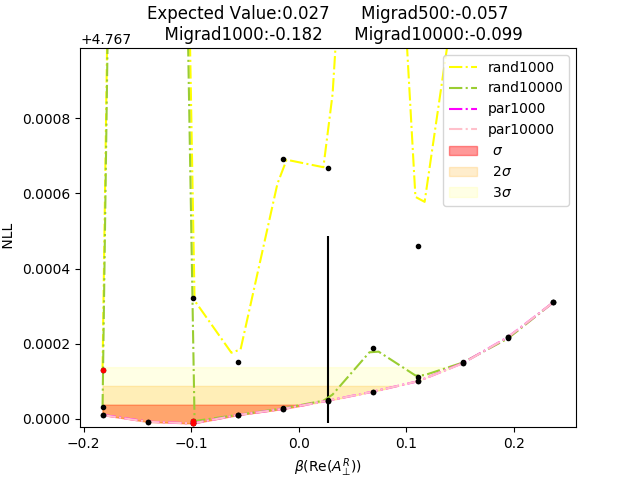 Expected Value:0.027 Migrad500:-0.057
Migrad1000:-0.182 Migrad10000:-0.099
+4.767
rand1000
rand10000
par1000
par10000
σ
2σ
3σ
0.0008
0.0006
0.0004
0.0002
0.0000
NLL
−0.2 −0.1 0.0 0.1 0.2
β(Re(A⊥ᴿ))